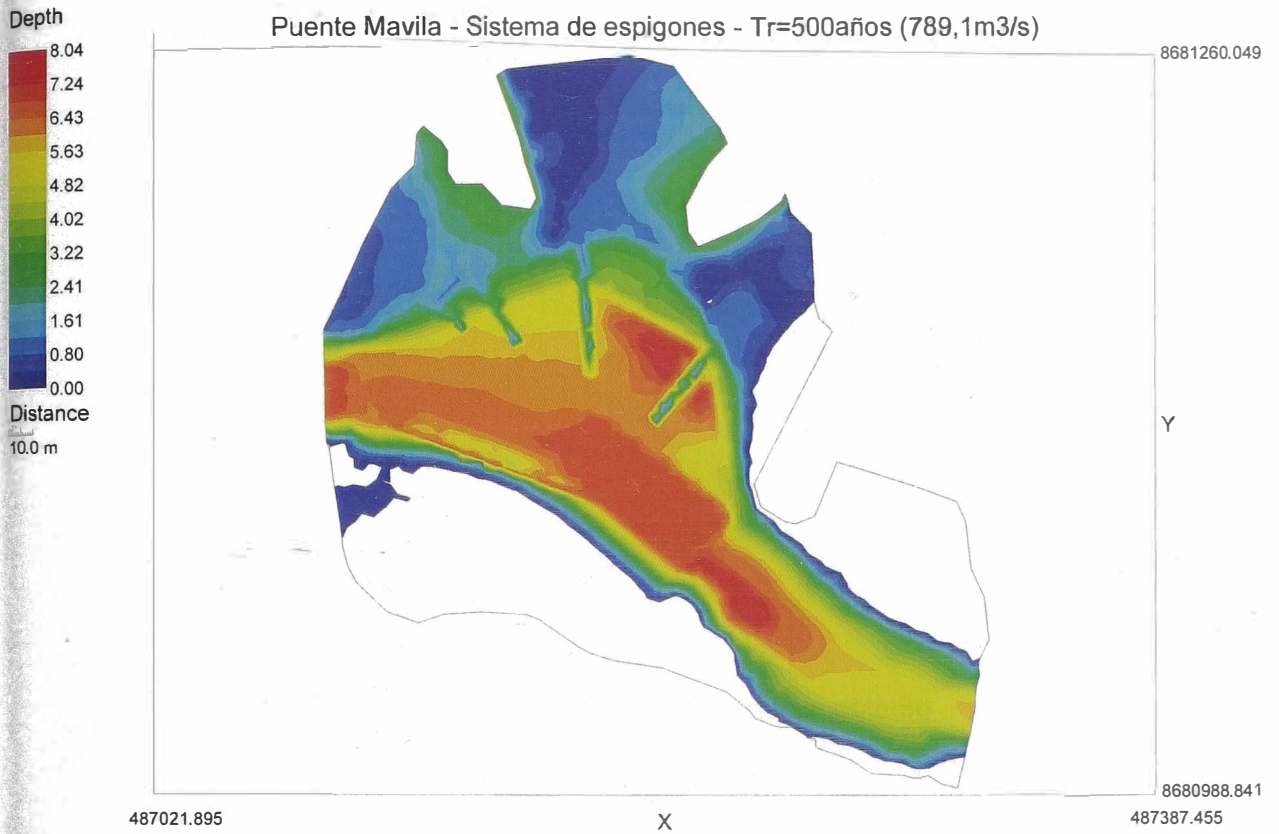 Depth
Puente Mavila - Sistema de espigones - Tr=500años (789,1m3/s)
8.04
7.24
6.43
5.63
4.82
4.02
3.22
2.41
1.61
0.80
0.00
Distance
10.0 m
8681260.049
Y
8680988.841
487021.895
X
487387.455